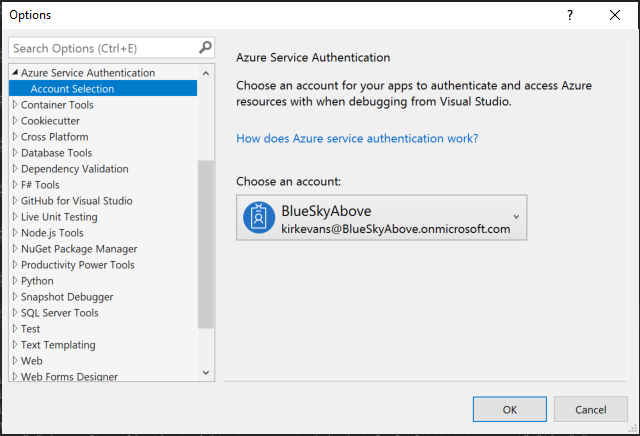 Options
?
Search Options (Ctrl+E)
Azure Service Authentication
Account Selection
Container Tools
Cookiecutter
Cross Platform
Database Tools
Dependency Validation
F# Tools
GitHub for Visual Studio
Live Unit Testing
Node.js Tools
NuGet Package Manager
Productivity Power Tools
Python
Snapshot Debugger
SQL Server Tools
Test
Text Templating
Web
Web Forms Designer
Azure Service Authentication
Choose an account for your apps to authenticate and access Azure
resources with when debugging from Visual Studio.
How does Azure service authentication work?
Choose an account:
BlueSkyAbove
kirkevans@BlueSkyAbove.onmicrosoft.com
OK
Cancel